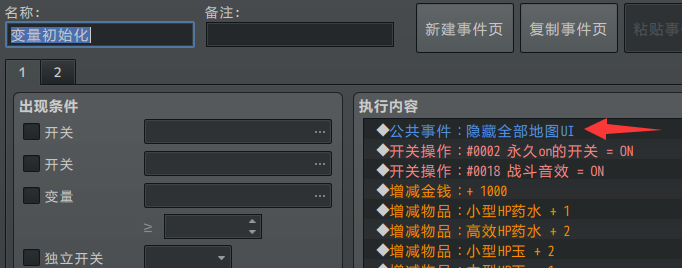 名称:
备注:
变量初始化
新建事件页
复制事件页
粘贴事
1
2
出现条件
执行内容
开关
开关
变量
≥
独立开关
◆公共事件：隐藏全部地图UI
◆开关操作：#0002 永久on的开关 = ON
◆开关操作：#0018 战斗音效 = ON
◆增减金钱：+ 1000
◆增减物品：小型HP药水 + 1
◆增减物品：高效HP药水 + 2
◆增减物品：小型HP玉 + 2